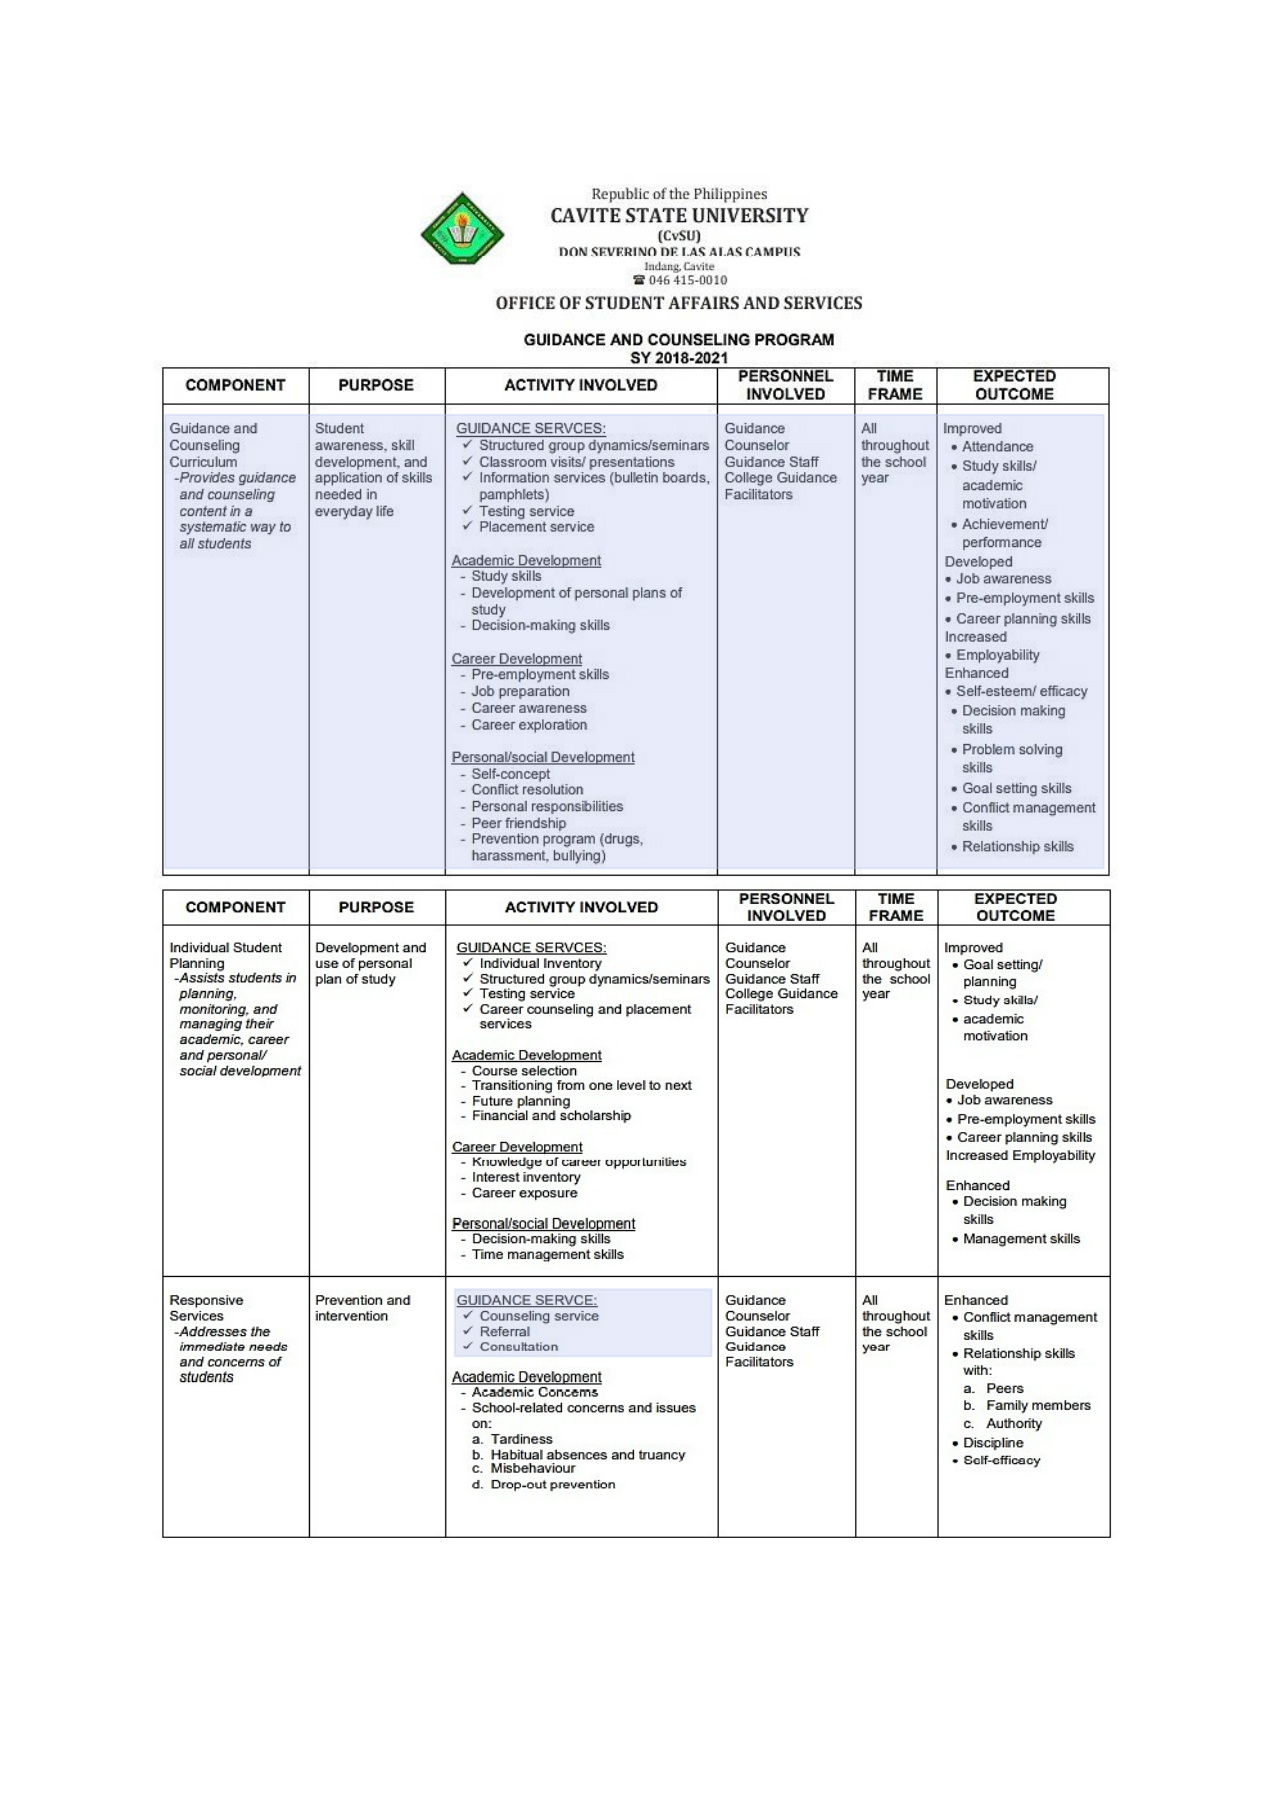 Republic of the Philippines
CAVITE STATE UNIVERSITY
(CvSU)
DON SEVERINO DE LAS ALAS CAMPUS
Indang, Cavite
☎ 046 415-0010
OFFICE OF STUDENT AFFAIRS AND SERVICES
GUIDANCE AND COUNSELING PROGRAM
SY 2018-2021
COMPONENT
PURPOSE
ACTIVITY INVOLVED
PERSONNEL
INVOLVED
TIME
FRAME
EXPECTED
OUTCOME
Guidance and
Counseling
Curriculum
-Provides guidance
and counseling
content in a
systematic way to
all students
Student
awareness, skill
development, and
application of skills
needed in
everyday life
GUIDANCE SERVCES:
✓ Structured group dynamics/seminars
✓ Classroom visits/ presentations
✓ Information services (bulletin boards,
pamphlets)
✓ Testing service
✓ Placement service
Academic Development
- Study skills
- Development of personal plans of
study
- Decision-making skills
Career Development
- Pre-employment skills
- Job preparation
- Career awareness
- Career exploration
Personal/social Development
- Self-concept
- Conflict resolution
- Personal responsibilities
- Peer friendship
- Prevention program (drugs,
harassment, bullying)
Guidance
Counselor
Guidance Staff
College Guidance
Facilitators
All
throughout
the school
year
Improved
• Attendance
• Study skills/
academic
motivation
• Achievement/
performance
Developed
• Job awareness
• Pre-employment skills
• Career planning skills
Increased
• Employability
Enhanced
• Self-esteem/ efficacy
• Decision making
skills
• Problem solving
skills
• Goal setting skills
• Conflict management
skills
• Relationship skills
COMPONENT
PURPOSE
ACTIVITY INVOLVED
PERSONNEL
INVOLVED
TIME
FRAME
EXPECTED
OUTCOME
Individual Student
Planning
-Assists students in
planning,
monitoring, and
managing their
academic, career
and personal/
social development
Development and
use of personal
plan of study
GUIDANCE SERVCES:
✓ Individual Inventory
✓ Structured group dynamics/seminars
✓ Testing service
✓ Career counseling and placement
services
Academic Development
- Course selection
- Transitioning from one level to next
- Future planning
- Financial and scholarship
Career Development
- Knowledge of career opportunities
- Interest inventory
- Career exposure
Personal/social Development
- Decision-making skills
- Time management skills
Guidance
Counselor
Guidance Staff
College Guidance
Facilitators
All
throughout
the school
year
Improved
• Goal setting/
planning
• Study skills/
• academic
motivation
Developed
• Job awareness
• Pre-employment skills
• Career planning skills
Increased Employability
Enhanced
• Decision making
skills
• Management skills
Responsive
Services
-Addresses the
immediate needs
and concerns of
students
Prevention and
intervention
GUIDANCE SERVCE:
✓ Counseling service
✓ Referral
✓ Consultation
Academic Development
- Academic Concerns
- School-related concerns and issues
on:
a. Tardiness
b. Habitual absences and truancy
c. Misbehaviour
d. Drop-out prevention
Guidance
Counselor
Guidance Staff
Guidance
Facilitators
All
throughout
the school
year
Enhanced
• Conflict management
skills
• Relationship skills
with:
a. Peers
b. Family members
c. Authority
• Discipline
• Self-efficacy